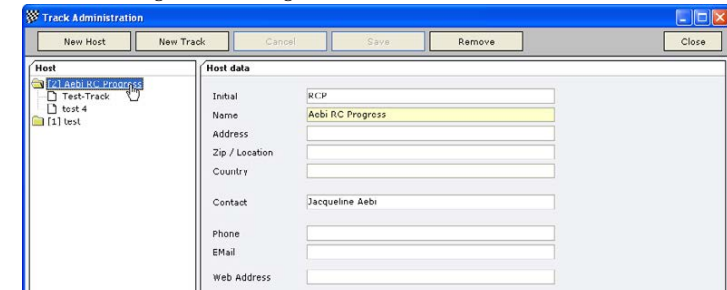 Track Administration
New Host New Track Cancel Save Remove Close
Host
[2] Aebi RC Progress
Test-Track
test 4
[1] test
Host data
Initial RCP
Name Aebi RC Progress
Address
Zip / Location
Country
Contact Jacqueline Aebi
Phone
EMail
Web Address